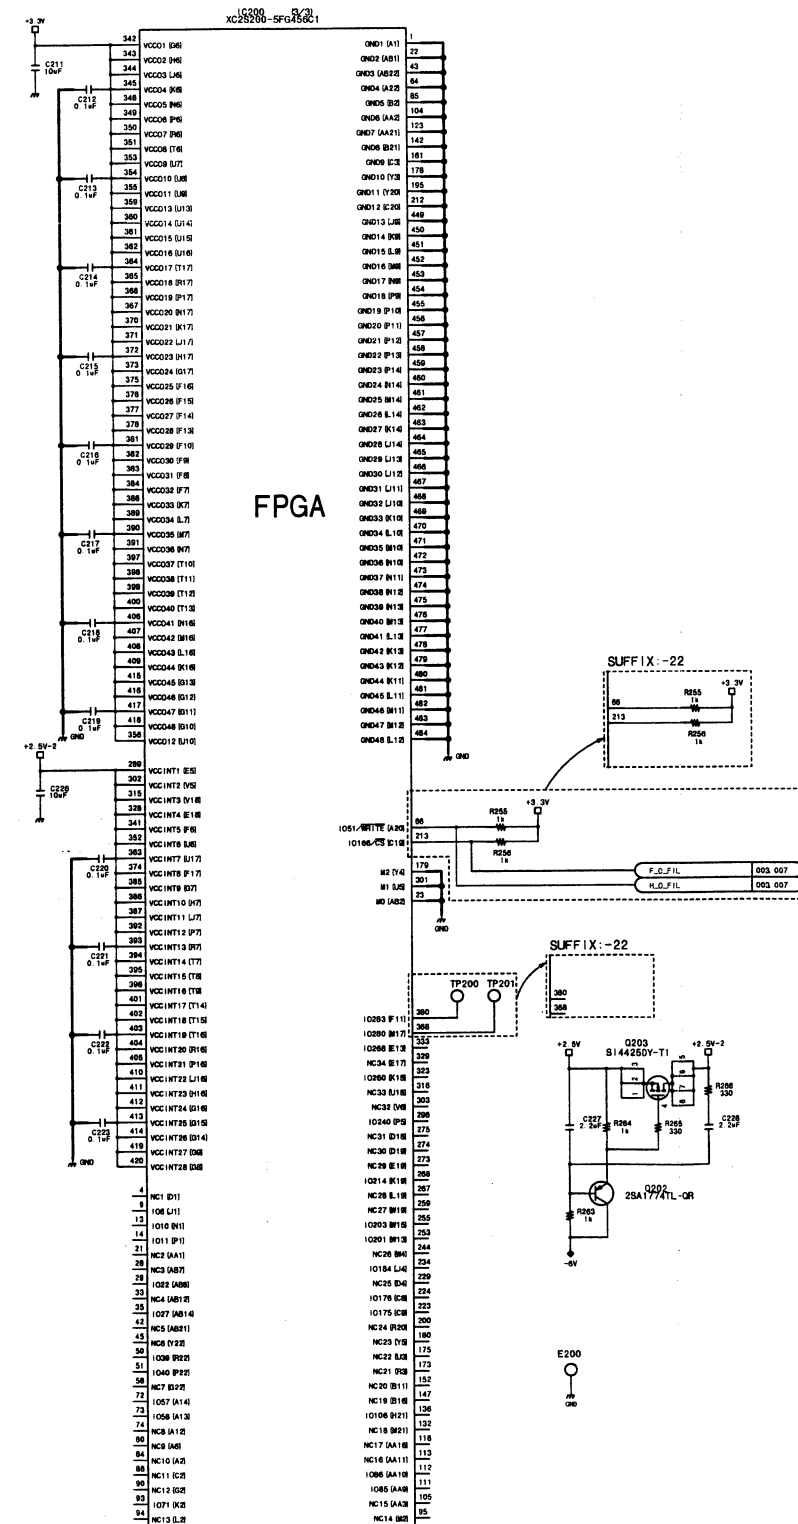 IC200 (3/3)
XC2S200-5FG456C1
+3.3V
C211
10uF
C212
0.1uF
C213
0.1uF
C214
0.1uF
C215
0.1uF
C216
0.1uF
C217
0.1uF
C218
0.1uF
C219
0.1uF
GND
+2.5V-2
C226
10uF
C220
0.1uF
C221
0.1uF
C222
0.1uF
C223
0.1uF
GND
342 VCCO1 (G6)
343 VCCO2 (H6)
344 VCCO3 (J6)
345 VCCO4 (K6)
348 VCCO5 (N6)
349 VCCO6 (P6)
350 VCCO7 (R6)
351 VCCO8 (T6)
353 VCCO9 (U7)
354 VCCO10 (U8)
355 VCCO11 (U9)
359 VCCO13 (U13)
360 VCCO14 (U14)
361 VCCO15 (U15)
362 VCCO16 (U16)
364 VCCO17 (T17)
365 VCCO18 (R17)
366 VCCO19 (P17)
367 VCCO20 (N17)
370 VCCO21 (K17)
371 VCCO22 (J17)
372 VCCO23 (H17)
373 VCCO24 (G17)
375 VCCO25 (F16)
376 VCCO26 (F15)
377 VCCO27 (F14)
378 VCCO28 (F13)
381 VCCO29 (F10)
382 VCCO30 (F9)
383 VCCO31 (F8)
384 VCCO32 (F7)
388 VCCO33 (K7)
389 VCCO34 (L7)
390 VCCO35 (M7)
391 VCCO36 (N7)
397 VCCO37 (T10)
398 VCCO38 (T11)
399 VCCO39 (T12)
400 VCCO40 (T13)
406 VCCO41 (N16)
407 VCCO42 (M16)
408 VCCO43 (L16)
409 VCCO44 (K16)
415 VCCO45 (G13)
416 VCCO46 (G12)
417 VCCO47 (G11)
418 VCCO48 (G10)
356 VCCO12 (U10)
289 VCCINT1 (E5)
302 VCCINT2 (V5)
315 VCCINT3 (V18)
328 VCCINT4 (E18)
341 VCCINT5 (F6)
352 VCCINT6 (U6)
363 VCCINT7 (U17)
374 VCCINT8 (F17)
385 VCCINT9 (G7)
386 VCCINT10 (H7)
387 VCCINT11 (J7)
392 VCCINT12 (P7)
393 VCCINT13 (R7)
394 VCCINT14 (T7)
395 VCCINT15 (T8)
396 VCCINT16 (T9)
401 VCCINT17 (T14)
402 VCCINT18 (T15)
403 VCCINT19 (T16)
404 VCCINT20 (R16)
405 VCCINT21 (P16)
410 VCCINT22 (J16)
411 VCCINT23 (H16)
412 VCCINT24 (G16)
413 VCCINT25 (G15)
414 VCCINT26 (G14)
419 VCCINT27 (G9)
420 VCCINT28 (G8)
4 NC1 (D1)
9 IO6 (J1)
13 IO10 (N1)
14 IO11 (P1)
21 NC2 (AA1)
28 NC3 (AB7)
29 IO22 (AB8)
33 NC4 (AB12)
35 IO27 (AB14)
42 NC5 (AB21)
45 NC6 (Y22)
50 IO39 (R22)
51 IO40 (P22)
58 NC7 (G22)
72 IO57 (A14)
73 IO58 (A13)
74 NC8 (A12)
80 NC9 (A6)
84 NC10 (A2)
86 NC11 (C2)
90 NC12 (G2)
93 IO71 (K2)
94 NC13 (L2)
FPGA
GND1 (A1) 1
GND2 (AB1) 22
GND3 (AB22) 43
GND4 (A22) 64
GND5 (B2) 85
GND6 (AA2) 104
GND7 (AA21) 123
GND8 (B21) 142
GND9 (C3) 161
GND10 (Y3) 178
GND11 (Y20) 195
GND12 (C20) 212
GND13 (J9) 449
GND14 (K9) 450
GND15 (L9) 451
GND16 (M9) 452
GND17 (N9) 453
GND18 (P9) 454
GND19 (P10) 455
GND20 (P11) 456
GND21 (P12) 457
GND22 (P13) 458
GND23 (P14) 459
GND24 (N14) 460
GND25 (M14) 461
GND26 (L14) 462
GND27 (K14) 463
GND28 (J14) 464
GND29 (J13) 465
GND30 (J12) 466
GND31 (J11) 467
GND32 (J10) 468
GND33 (K10) 469
GND34 (L10) 470
GND35 (M10) 471
GND36 (N10) 472
GND37 (N11) 473
GND38 (N12) 474
GND39 (N13) 475
GND40 (M13) 476
GND41 (L13) 477
GND42 (K13) 478
GND43 (K12) 479
GND44 (K11) 480
GND45 (L11) 481
GND46 (M11) 482
GND47 (M12) 483
GND48 (L12) 484
GND
IO51/WRITE (A20) 66
IO166/CS (C19) 213
M2 (Y4) 179
M1 (U5) 301
M0 (AB2) 23
GND
IO283 (F11) 380
IO280 (M17) 368
IO268 (E13) 333
NC34 (E17) 329
IO260 (K18) 323
NC33 (U18) 316
NC32 (V6) 303
IO240 (P5) 296
NC31 (D18) 275
NC30 (D19) 274
NC29 (E19) 273
IO214 (K19) 268
NC28 (L19) 267
NC27 (W19) 259
IO203 (W15) 255
IO201 (W13) 253
NC26 (W4) 244
IO184 (J4) 234
NC25 (D4) 229
IO176 (C8) 224
IO175 (C9) 223
NC24 (R20) 200
NC23 (Y5) 180
NC22 (U3) 175
NC21 (R3) 173
NC20 (B11) 152
NC19 (B16) 147
IO106 (H21) 136
NC18 (M21) 132
NC17 (AA16) 118
NC16 (AA11) 113
IO86 (AA10) 112
IO85 (AA9) 111
NC15 (AA3) 105
NC14 (M2) 95
SUFFIX:-22
+3.3V
66
213
R255
1k
R256
1k
+3.3V
R255
1k
R256
1k
F_D_FIL 003, 007
H_D_FIL 003, 007
TP200 TP201
SUFFIX:-22
380
368
Q203
SI4425DY-T1
+2.5V
+2.5V-2
3 2 1
4
5 6 7 8
R266
330
C227
2.2uF
R264
1k
R265
330
C228
2.2uF
Q202
2SA1774TL-QR
R263
1k
-6V
E200
GND